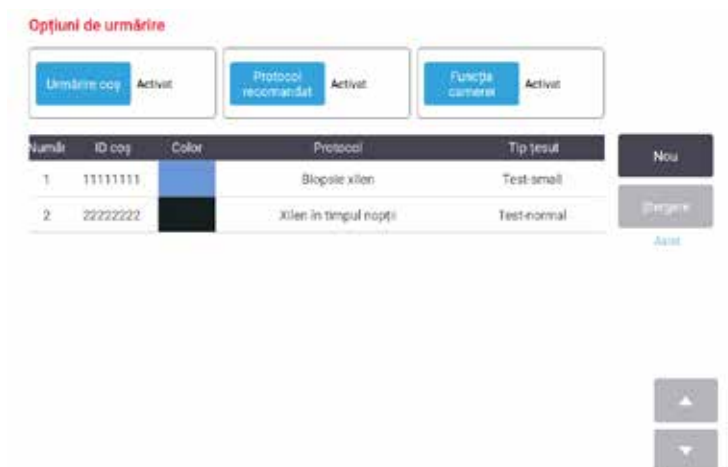 Opțiuni de urmărire
Urmărire coș Activat
Protocol recomandat Activat
Funcția camerei Activat
Număr ID coș Color Protocol Tip țesut
1 11111111 Biopsie xilen Test-small
2 22222222 Xilen în timpul nopții Test-normal
Nou
Ștergere